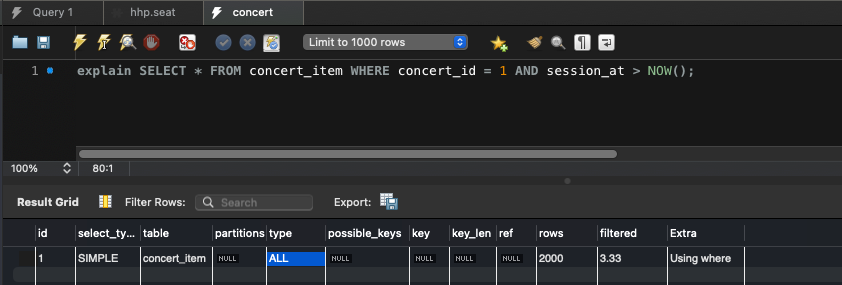 Query 1 hhp.seat concert
Limit to 1000 rows
1 explain SELECT * FROM concert_item WHERE concert_id = 1 AND session_at > NOW();
100% 80:1
Result Grid Filter Rows: Search Export:
id select_ty... table partitions type possible_keys key key_len ref rows filtered Extra
1 SIMPLE concert_item NULL ALL NULL NULL NULL NULL 2000 3.33 Using where